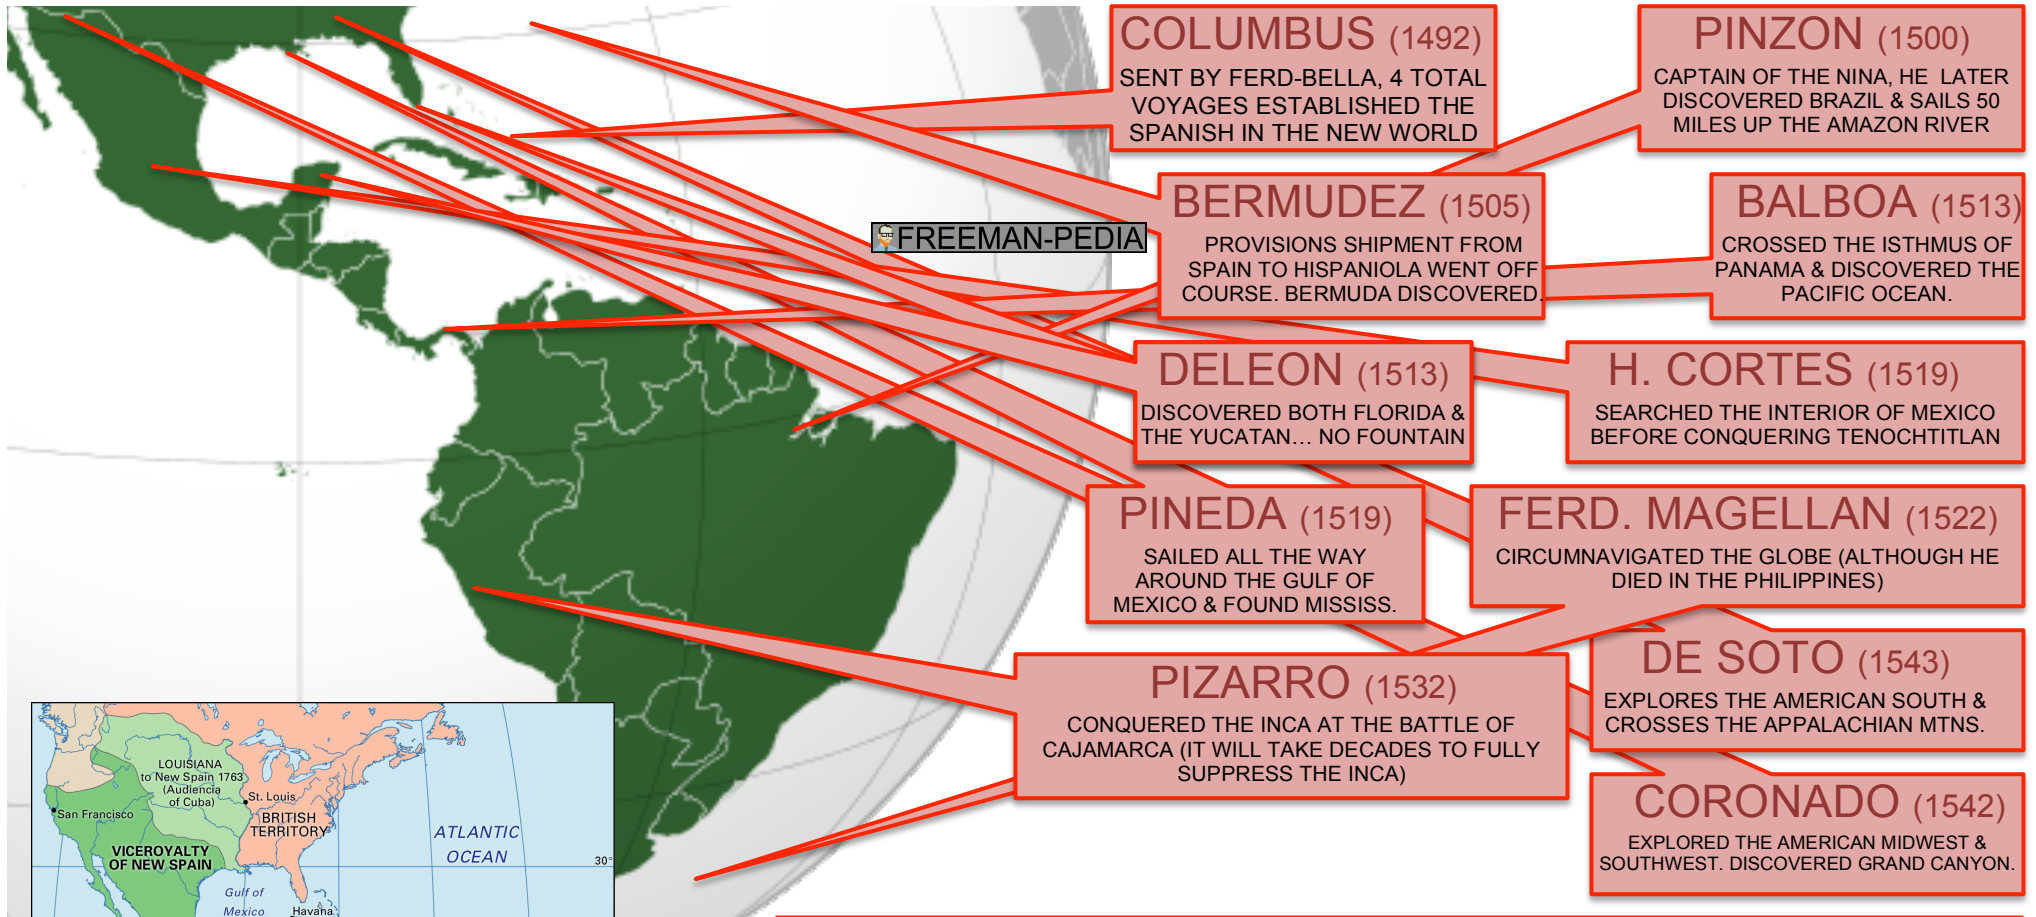 COLUMBUS (1492)
SENT BY FERD-BELLA, 4 TOTAL
VOYAGES ESTABLISHED THE
SPANISH IN THE NEW WORLD
PINZON (1500)
CAPTAIN OF THE NINA, HE LATER
DISCOVERED BRAZIL & SAILS 50
MILES UP THE AMAZON RIVER
BERMUDEZ (1505)
PROVISIONS SHIPMENT FROM
SPAIN TO HISPANIOLA WENT OFF
COURSE. BERMUDA DISCOVERED.
BALBOA (1513)
CROSSED THE ISTHMUS OF
PANAMA & DISCOVERED THE
PACIFIC OCEAN.
FREEMAN-PEDIA
DELEON (1513)
DISCOVERED BOTH FLORIDA &
THE YUCATAN... NO FOUNTAIN
H. CORTES (1519)
SEARCHED THE INTERIOR OF MEXICO
BEFORE CONQUERING TENOCHTITLAN
PINEDA (1519)
SAILED ALL THE WAY
AROUND THE GULF OF
MEXICO & FOUND MISSISS.
FERD. MAGELLAN (1522)
CIRCUMNAVIGATED THE GLOBE (ALTHOUGH HE
DIED IN THE PHILIPPINES)
PIZARRO (1532)
CONQUERED THE INCA AT THE BATTLE OF
CAJAMARCA (IT WILL TAKE DECADES TO FULLY
SUPPRESS THE INCA)
DE SOTO (1543)
EXPLORES THE AMERICAN SOUTH &
CROSSES THE APPALACHIAN MTNS.
CORONADO (1542)
EXPLORED THE AMERICAN MIDWEST &
SOUTHWEST. DISCOVERED GRAND CANYON.
LOUISIANA
to New Spain 1763
(Audiencia
of Cuba)
St. Louis
San Francisco
BRITISH
TERRITORY
VICEROYALTY
OF NEW SPAIN
ATLANTIC
OCEAN
30°
Gulf of
Mexico
Havana